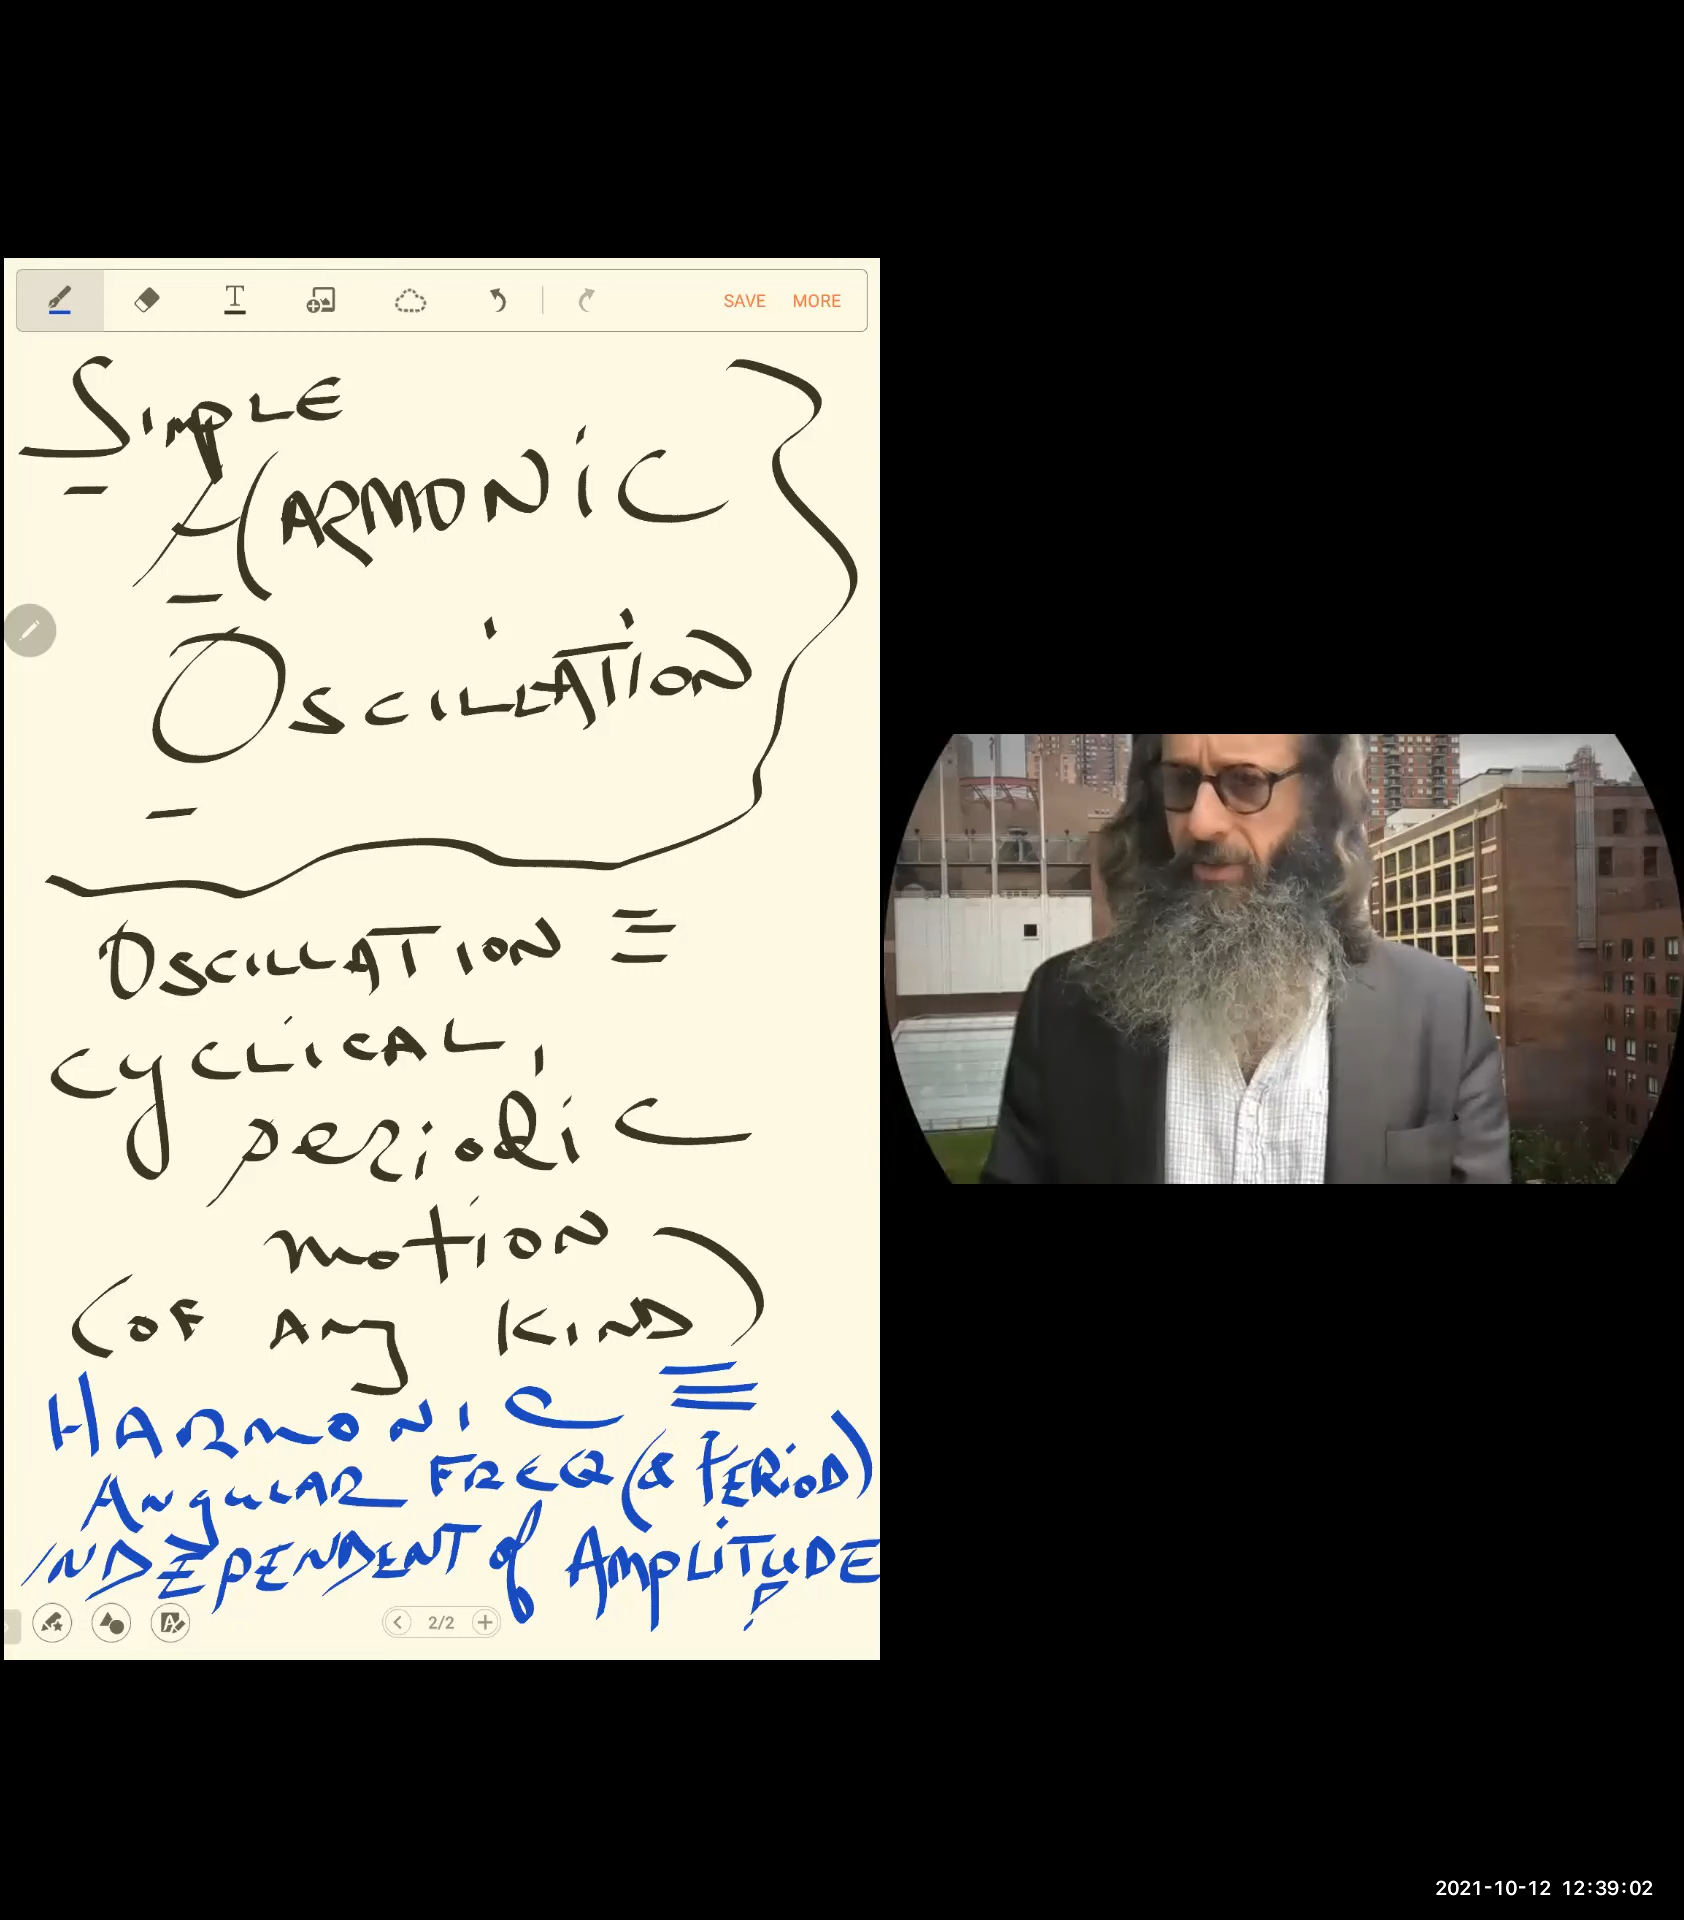 SAVE MORE
Simple
HARMONIC
OSCILLATION
OSCILLATION ≡
cyclical,
periodic
motion
(OF Any KIND)
HARMONIC ≡
Angular FREQ (& PERIOD)
INDEPENDENT of AMPLITUDE
2/2
2021-10-12 12:39:02